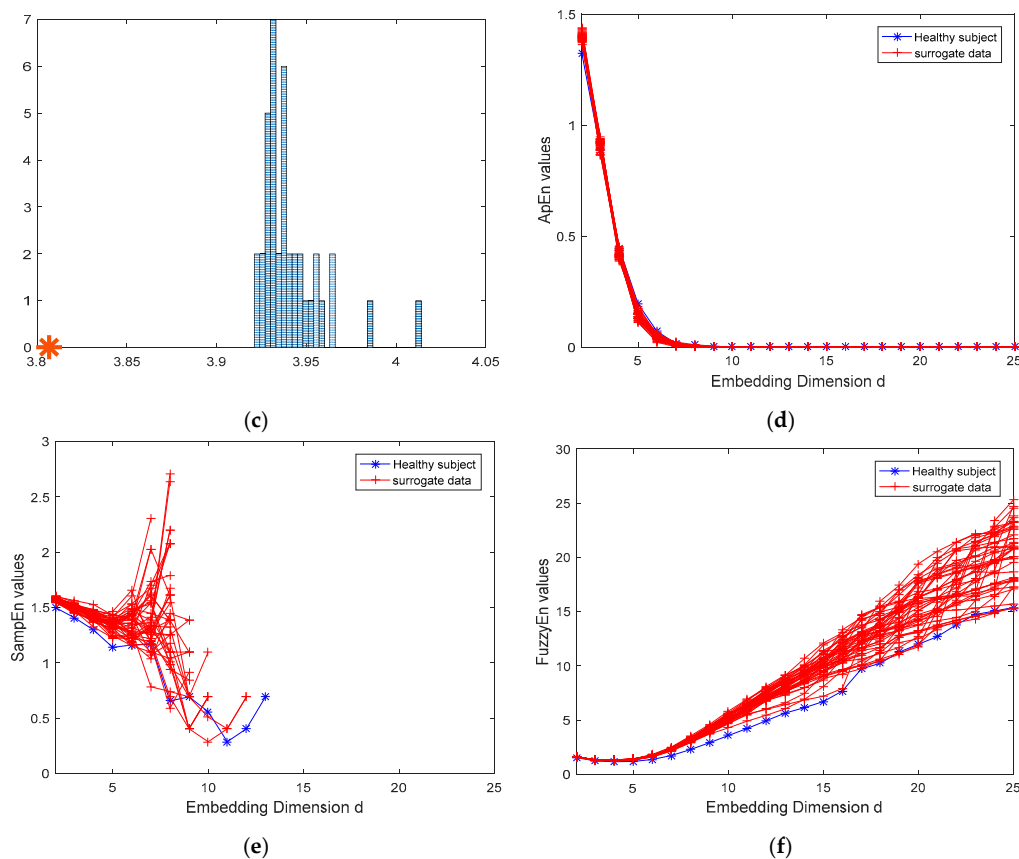 7
6
5
4
3
2
1
0
3.8
3.85
3.9
3.95
4
4.05
(c)
1.5
1
0.5
0
ApEn values
Healthy subject
surrogate data
5
10
15
20
25
Embedding Dimension d
(d)
3
2.5
2
1.5
1
0.5
0
SampEn values
Healthy subject
surrogate data
5
10
15
20
25
Embedding Dimension d
(e)
30
25
20
15
10
5
0
FuzzyEn values
Healthy subject
surrogate data
5
10
15
20
25
Embedding Dimension d
(f)